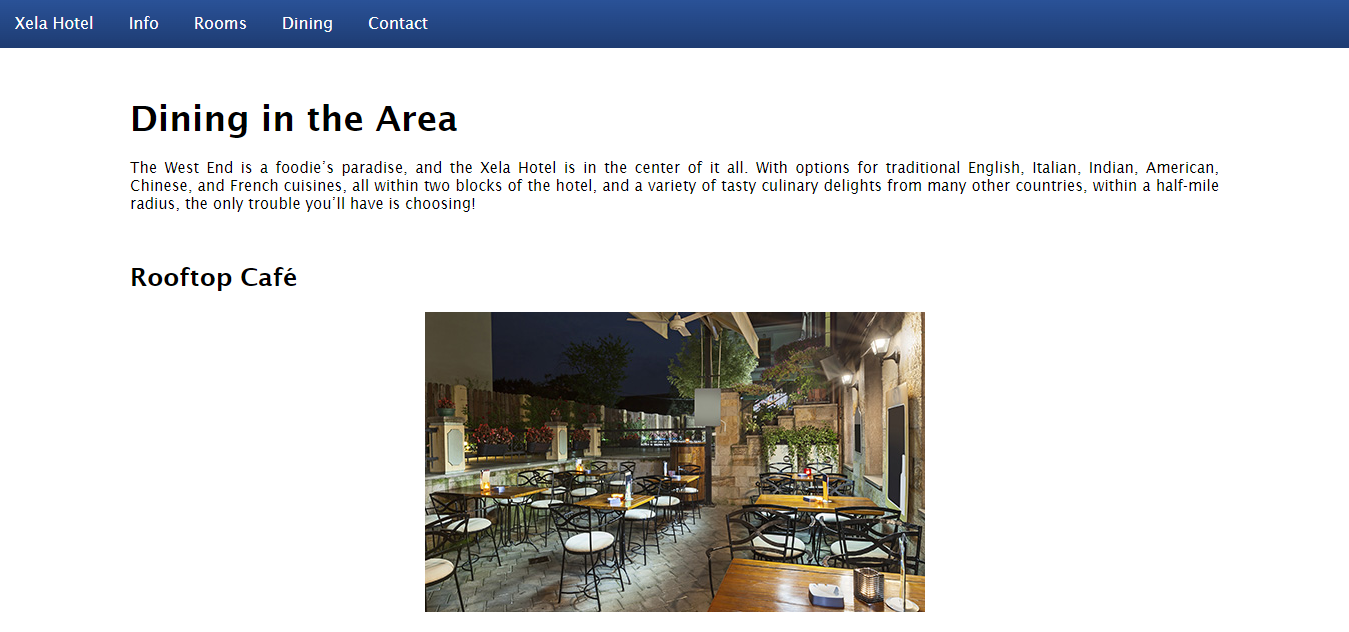 Xela Hotel Info Rooms Dining Contact
Dining in the Area
The West End is a foodie’s paradise, and the Xela Hotel is in the center of it all. With options for traditional English, Italian, Indian, American,
Chinese, and French cuisines, all within two blocks of the hotel, and a variety of tasty culinary delights from many other countries, within a half-mile
radius, the only trouble you’ll have is choosing!
Rooftop Café